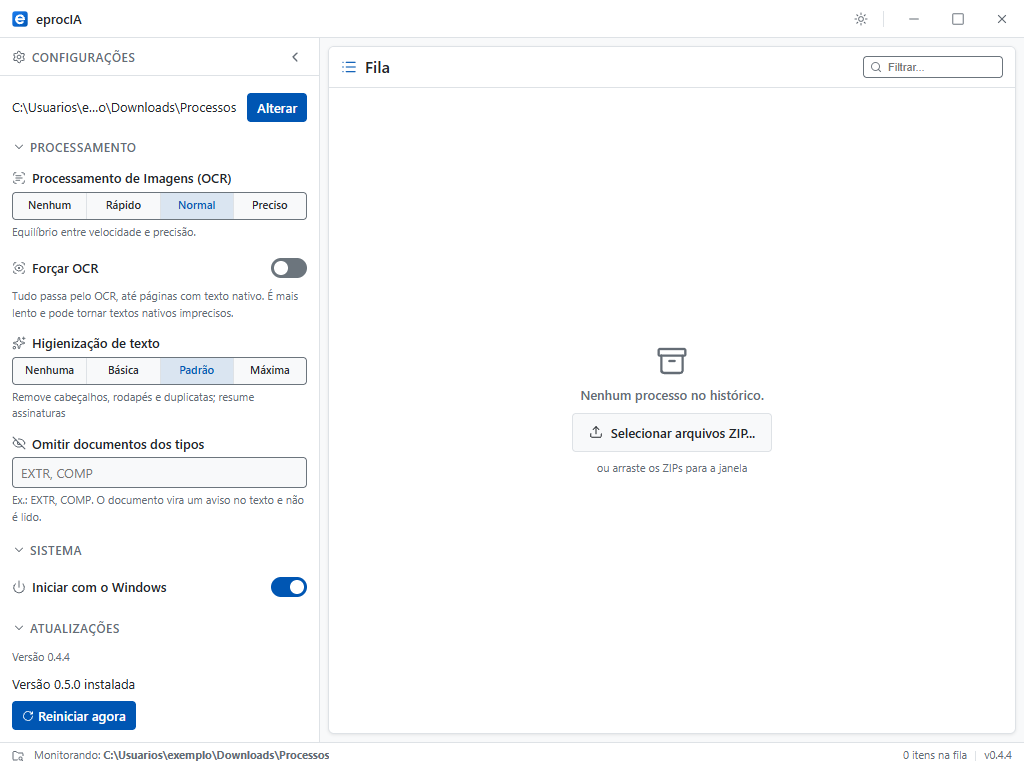 eprocIA
CONFIGURAÇÕES
C:\Usuarios\e...o\Downloads\Processos
Alterar
PROCESSAMENTO
Processamento de Imagens (OCR)
Nenhum Rápido Normal Preciso
Equilíbrio entre velocidade e precisão.
Forçar OCR
Tudo passa pelo OCR, até páginas com texto nativo. É mais
lento e pode tornar textos nativos imprecisos.
Higienização de texto
Nenhuma Básica Padrão Máxima
Remove cabeçalhos, rodapés e duplicatas; resume
assinaturas
Omitir documentos dos tipos
EXTR, COMP
Ex.: EXTR, COMP. O documento vira um aviso no texto e não
é lido.
SISTEMA
Iniciar com o Windows
ATUALIZAÇÕES
Versão 0.4.4
Versão 0.5.0 instalada
Reiniciar agora
Fila
Filtrar...
Nenhum processo no histórico.
Selecionar arquivos ZIP...
ou arraste os ZIPs para a janela
Monitorando: C:\Usuarios\exemplo\Downloads\Processos
0 itens na fila
v0.4.4